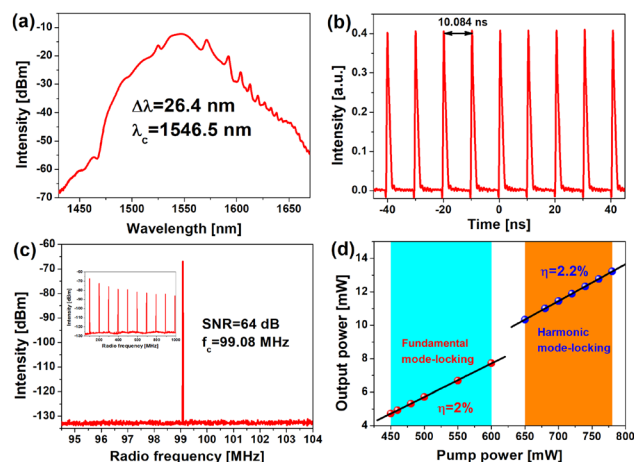 (a)
-10
-20
-30
-40
-50
-60
-70
Intensity [dBm]
Δλ=26.4 nm
λc=1546.5 nm
1450 1500 1550 1600 1650
Wavelength [nm]
(b)
10.084 ns
0.4
0.3
0.2
0.1
0.0
Intensity [a.u.]
-40 -20 0 20 40
Time [ns]
(c)
-60
-70
-80
-90
-100
-110
-120
-130
Intensity [dBm]
SNR=64 dB
fc=99.08 MHz
Radio frequency [MHz]
Intensity [dBm]
95 96 97 98 99 100 101 102 103 104
Radio frequency [MHz]
(d)
14
12
10
8
6
4
Output power [mW]
η=2.2%
Fundamental
mode-locking
Harmonic
mode-locking
η=2%
450 500 550 600 650 700 750 800
Pump power [mW]